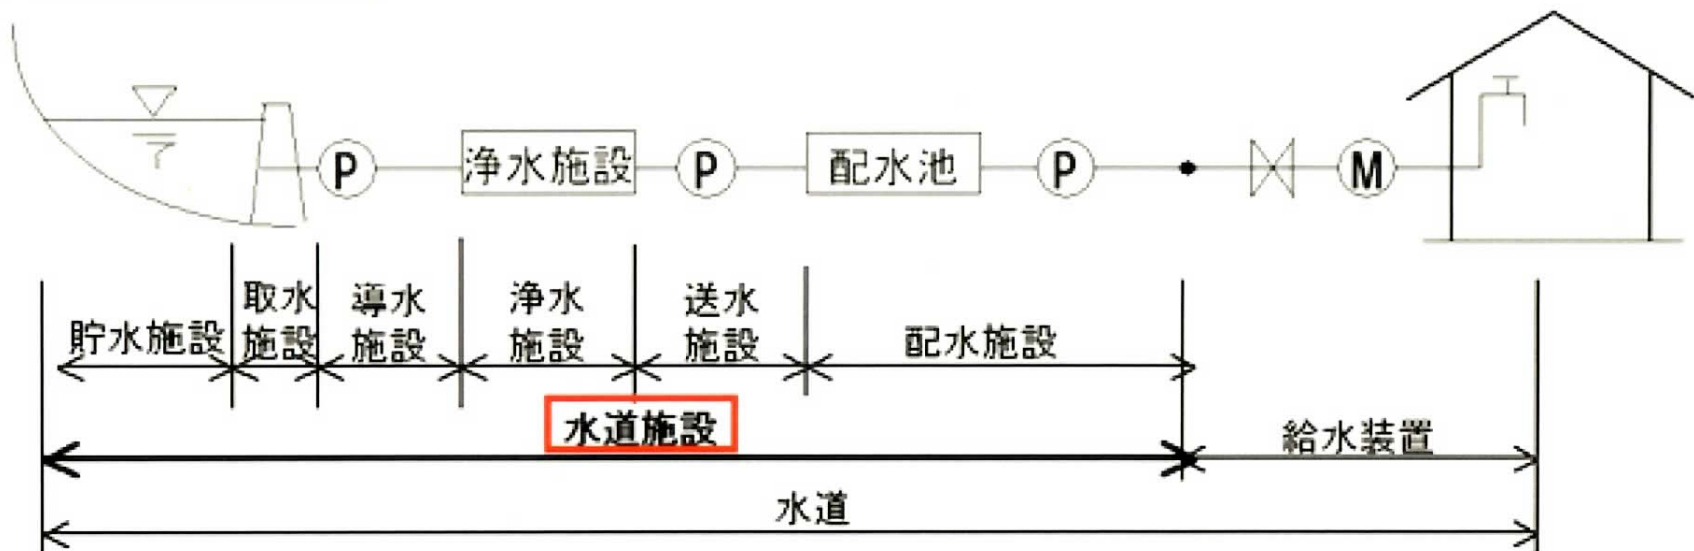 P
浄水施設
P
配水池
P
M
貯水施設
取水
施設
導水
施設
浄水
施設
送水
施設
配水施設
水道施設
給水装置
水道